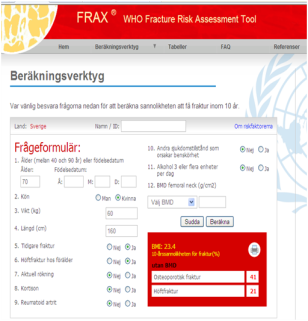 FRAX ® WHO Fracture Risk Assessment Tool
Hem Beräkningsverktyg Tabeller FAQ Referenser
Beräkningsverktyg
Var vänlig besvara frågorna nedan för att beräkna sannolikheten att få fraktur inom 10 år.
Land: Sverige Namn / ID: Om riskfaktorerna
Frågeformulär:
1. Ålder (mellan 40 och 90 år) eller födelsedatum
Ålder: Födelsedatum:
70 Å: M: D:
2. Kön Man Kvinna
3. Vikt (kg) 60
4. Längd (cm) 160
5. Tidigare fraktur Nej Ja
6. Höftfraktur hos förälder Nej Ja
7. Aktuell rökning Nej Ja
8. Kortison Nej Ja
9. Reumatoid artrit Nej Ja
10. Andra sjukdomstillstånd som orsakar benskörhet Nej Ja
11. Alkohol 3 eller flera enheter per dag Nej Ja
12. BMD femoral neck (g/cm2)
Välj BMD
Sudda Beräkna
BMI: 23.4
10-årssannolikheten för fraktur(%)
utan BMD
Osteoporotisk fraktur 41
Höftfraktur 21